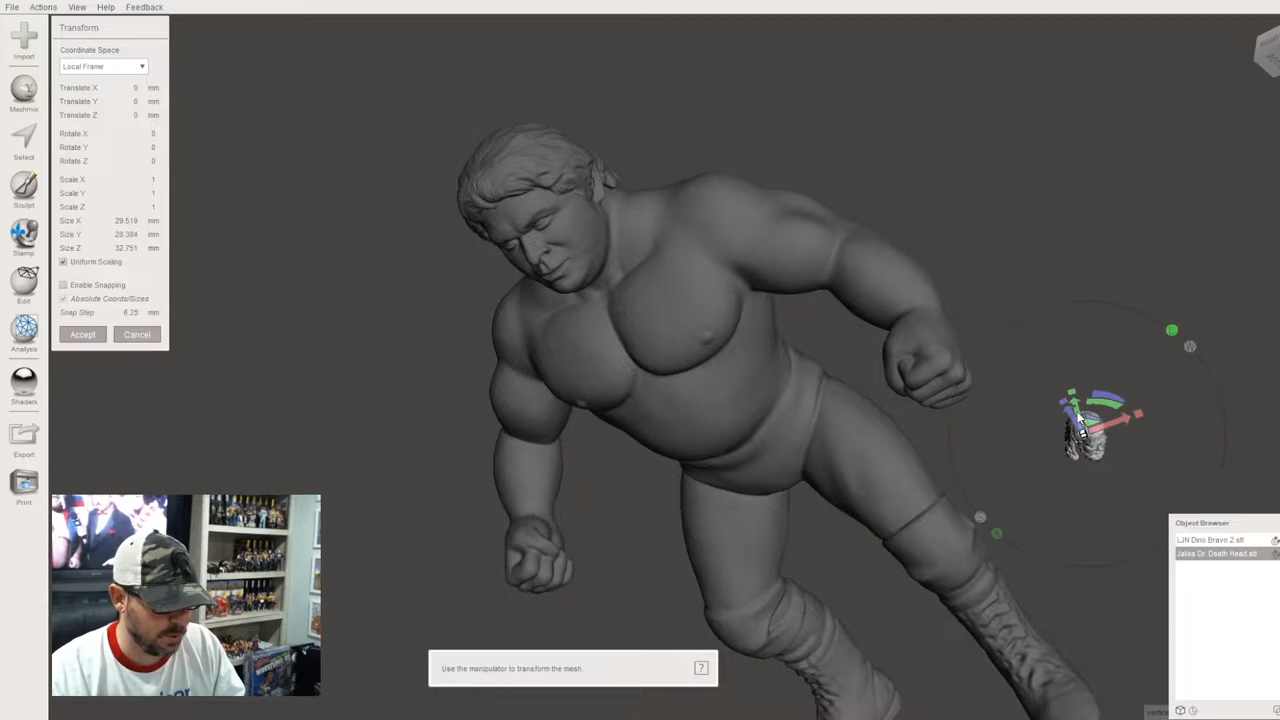 File Actions View Help Feedback
Import
Meshmix
Select
Sculpt
Stamp
Edit
Analysis
Shaders
Export
Print
Transform
Coordinate Space
Local Frame
Translate X 0 mm
Translate Y 0 mm
Translate Z 0 mm
Rotate X 0
Rotate Y 0
Rotate Z 0
Scale X 1
Scale Y 1
Scale Z 1
Size X 29.519 mm
Size Y 28.384 mm
Size Z 32.751 mm
Uniform Scaling
Enable Snapping
Absolute Coords/Sizes
Snap Step 6.25 mm
Accept Cancel
L
W
Use the manipulator to transform the mesh. ?
Object Browser
LJN Dino Bravo 2.stl
Jakks Dr. Death Head.stl